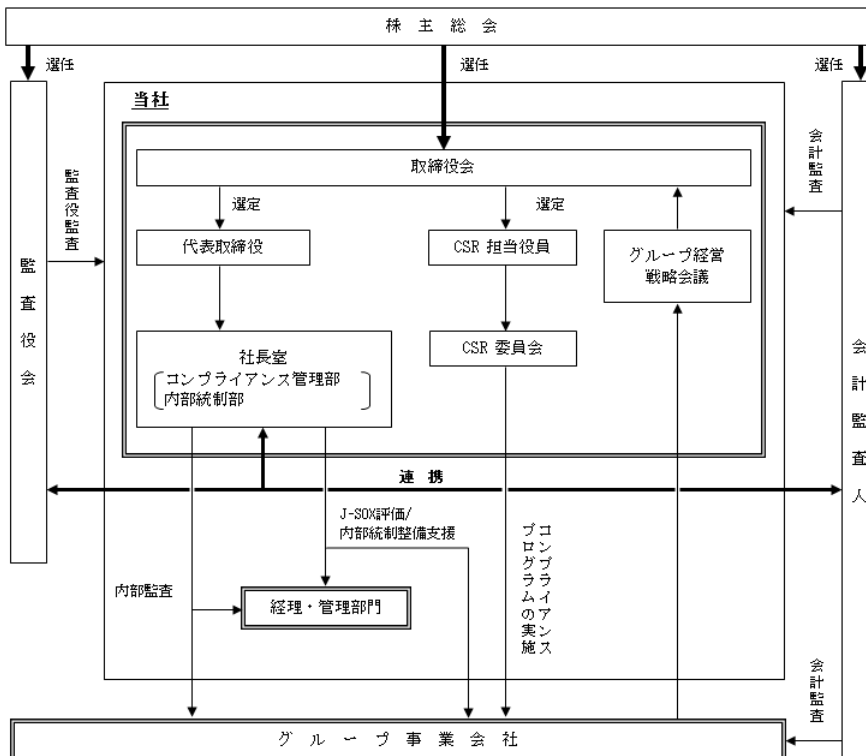 株主総会
選任
選任
選任
当社
取締役会
監査役監査
会計監査
選定
選定
代表取締役
CSR 担当役員
グループ経営
戦略会議
監査役会
社長室
コンプライアンス管理部
内部統制部
CSR 委員会
会計監査人
連携
J-SOX評価/
内部統制整備支援
コンプライアンス
プログラムの実施
内部監査
経理・管理部門
会計監査
グループ事業会社